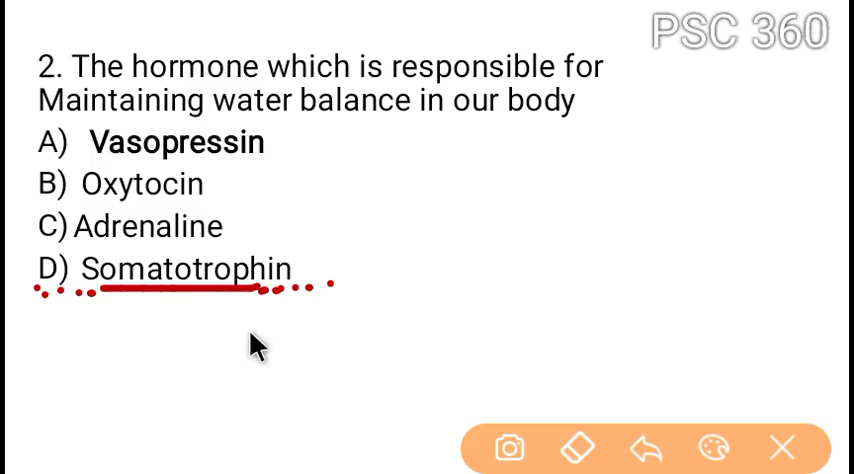 PSC 360
2. The hormone which is responsible for
Maintaining water balance in our body
A) Vasopressin
B) Oxytocin
C) Adrenaline
D) Somatotrophin